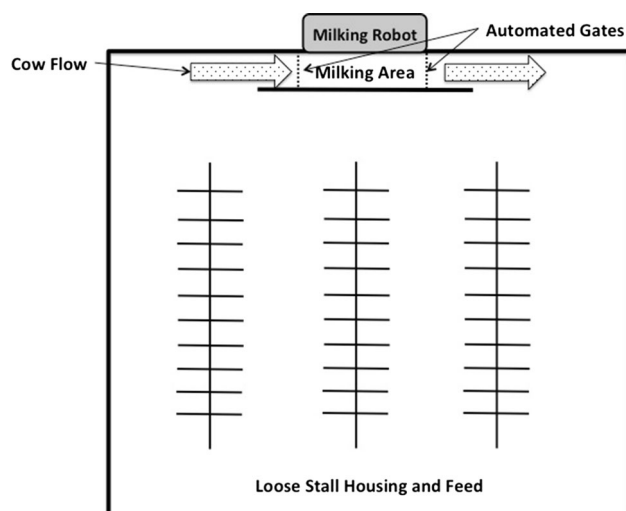 Milking Robot
Automated Gates
Cow Flow
Milking Area
Loose Stall Housing and Feed